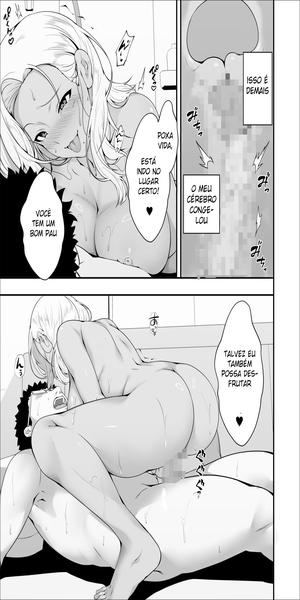 ISSO É
DEMAIS
POXA
VIDA,
ESTÁ
INDO NO
LUGAR
CERTO!
♥
O MEU
CÉREBRO
CONGE-
LOU
VOCÊ
TEM UM
BOM PAU
TALVEZ EU
TAMBÉM
POSSA DES-
FRUTAR
♥